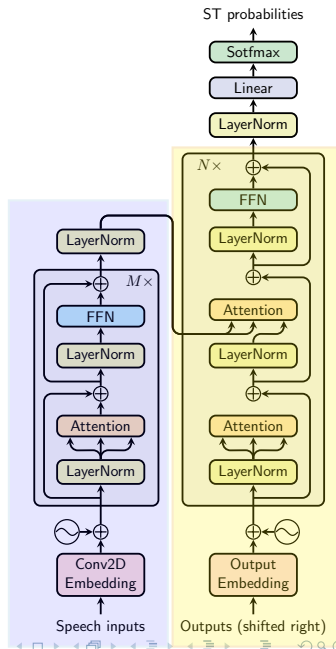 ST probabilities
Sotfmax
Linear
LayerNorm
N×
FFN
LayerNorm
Attention
LayerNorm
Attention
LayerNorm
Output
Embedding
Outputs (shifted right)
LayerNorm
M×
FFN
LayerNorm
Attention
LayerNorm
Conv2D
Embedding
Speech inputs